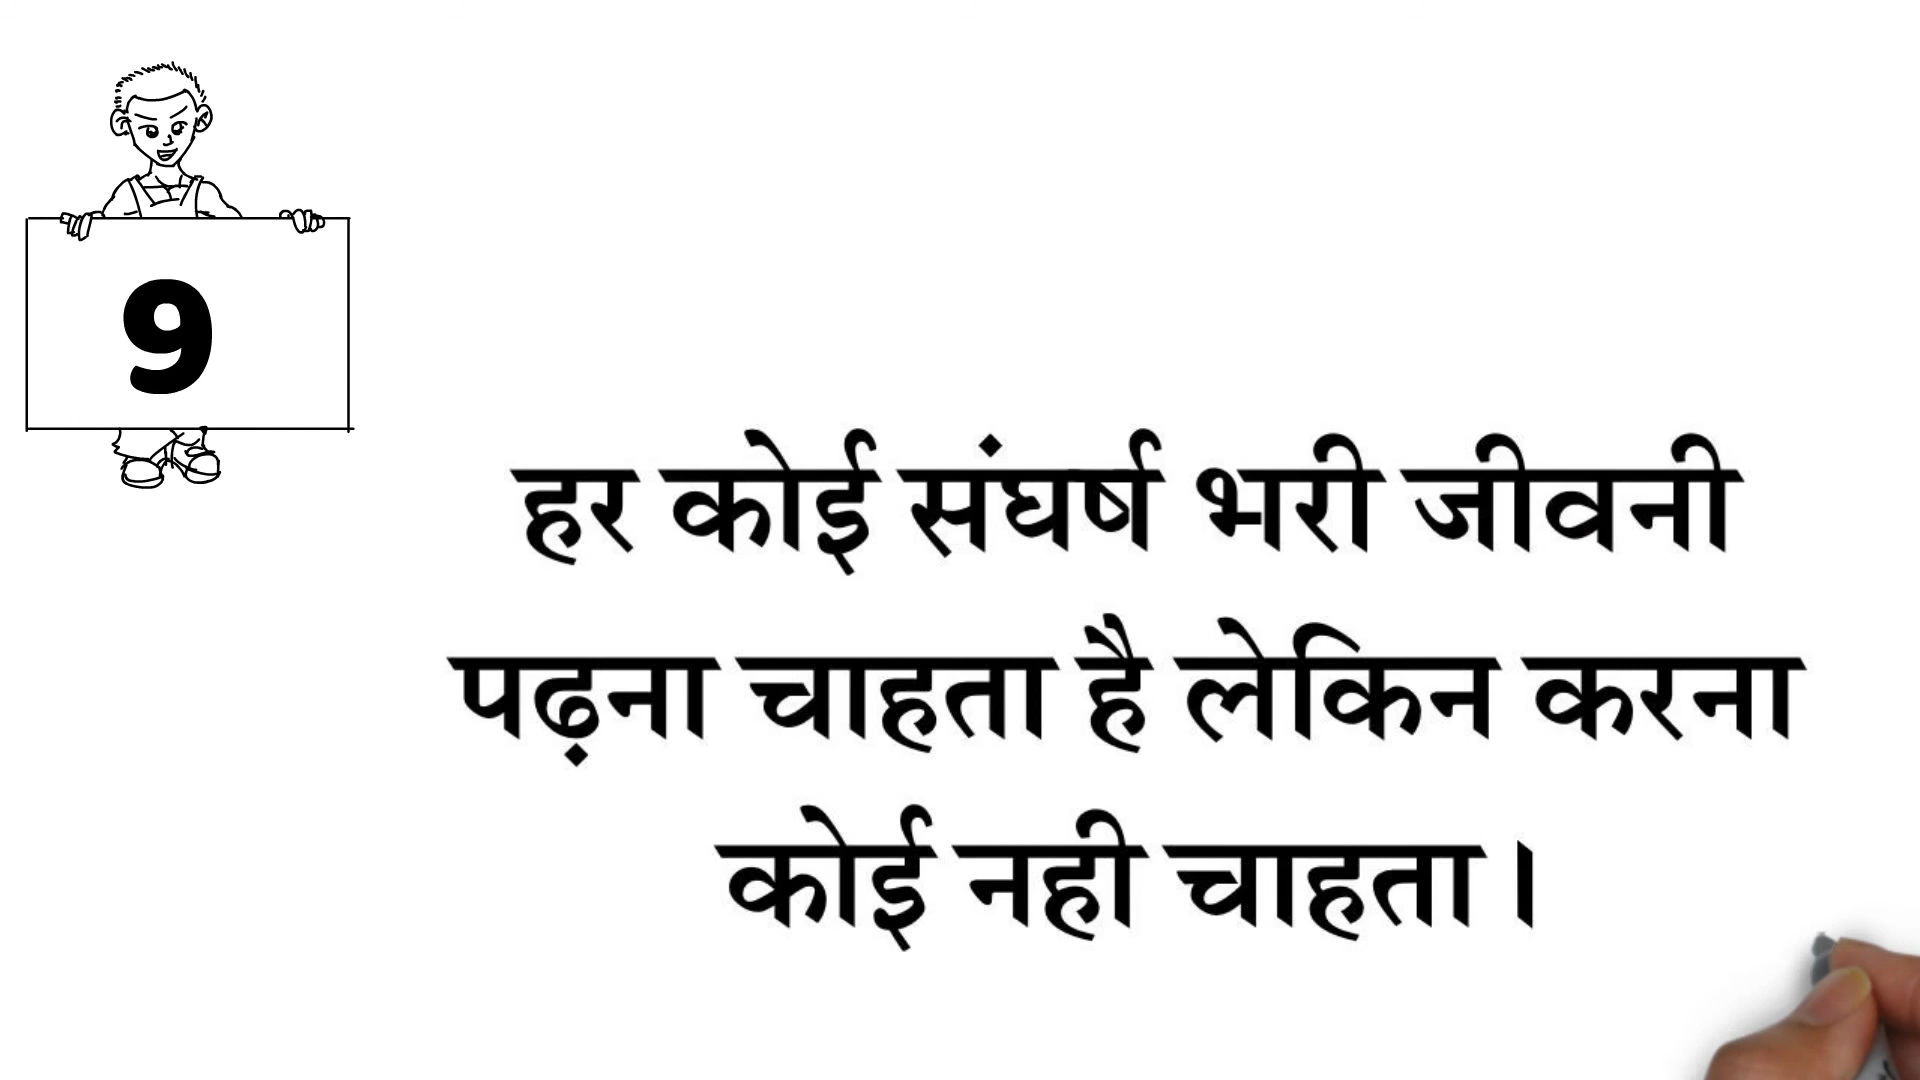 9
हर कोई संघर्ष भरी जीवनी
पढ़ना चाहता है लेकिन करना
कोई नही चाहता।